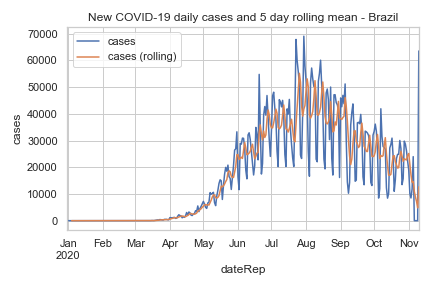 New COVID-19 daily cases and 5 day rolling mean - Brazil
70000
60000
50000
40000
30000
20000
10000
0
cases
cases
cases (rolling)
Jan Feb Mar Apr May Jun Jul Aug Sep Oct Nov
2020
dateRep